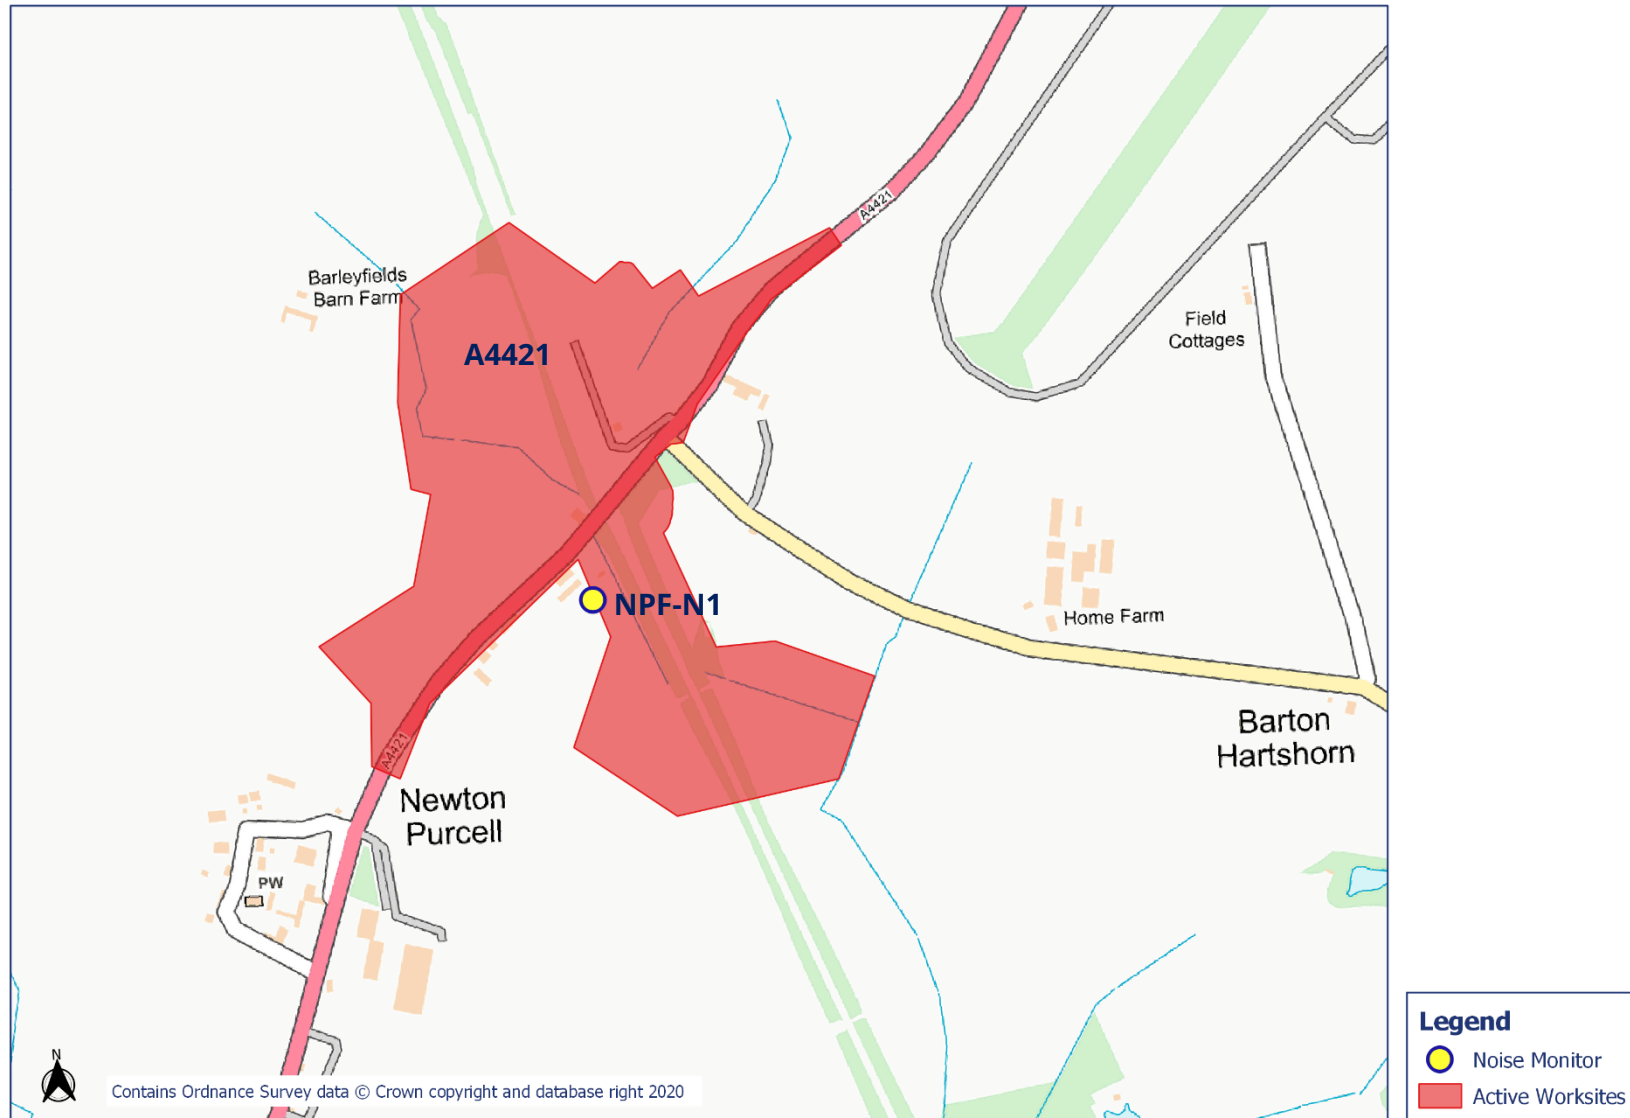 A4421
Barleyfields
Barn Farm
Field
Cottages
A4421
NPF-N1
Home Farm
Barton
Hartshorn
A4421
Newton
Purcell
PW
N
Contains Ordnance Survey data © Crown copyright and database right 2020
Legend
Noise Monitor
Active Worksites